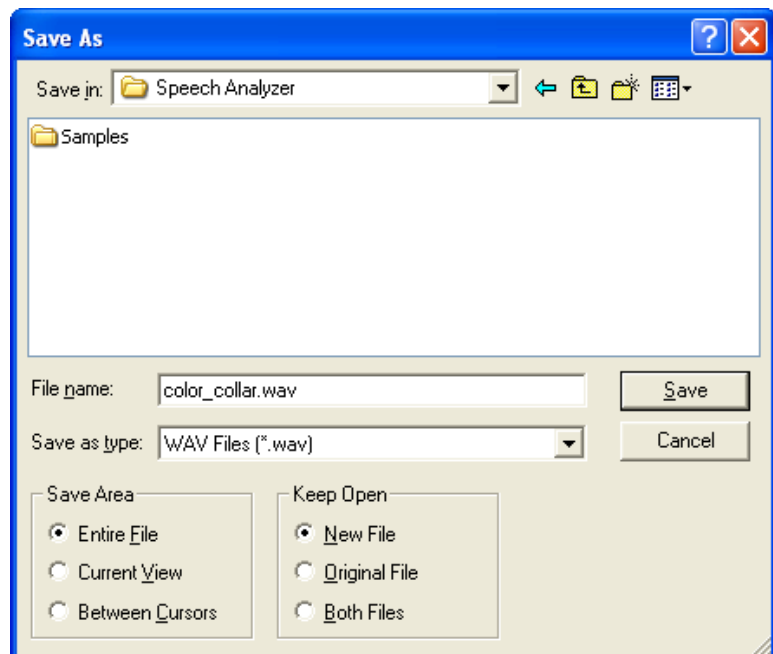 Save As
Save in: Speech Analyzer
Samples
File name: color_collar.wav Save
Save as type: WAV Files (*.wav) Cancel
Save Area Keep Open
Entire File New File
Current View Original File
Between Cursors Both Files